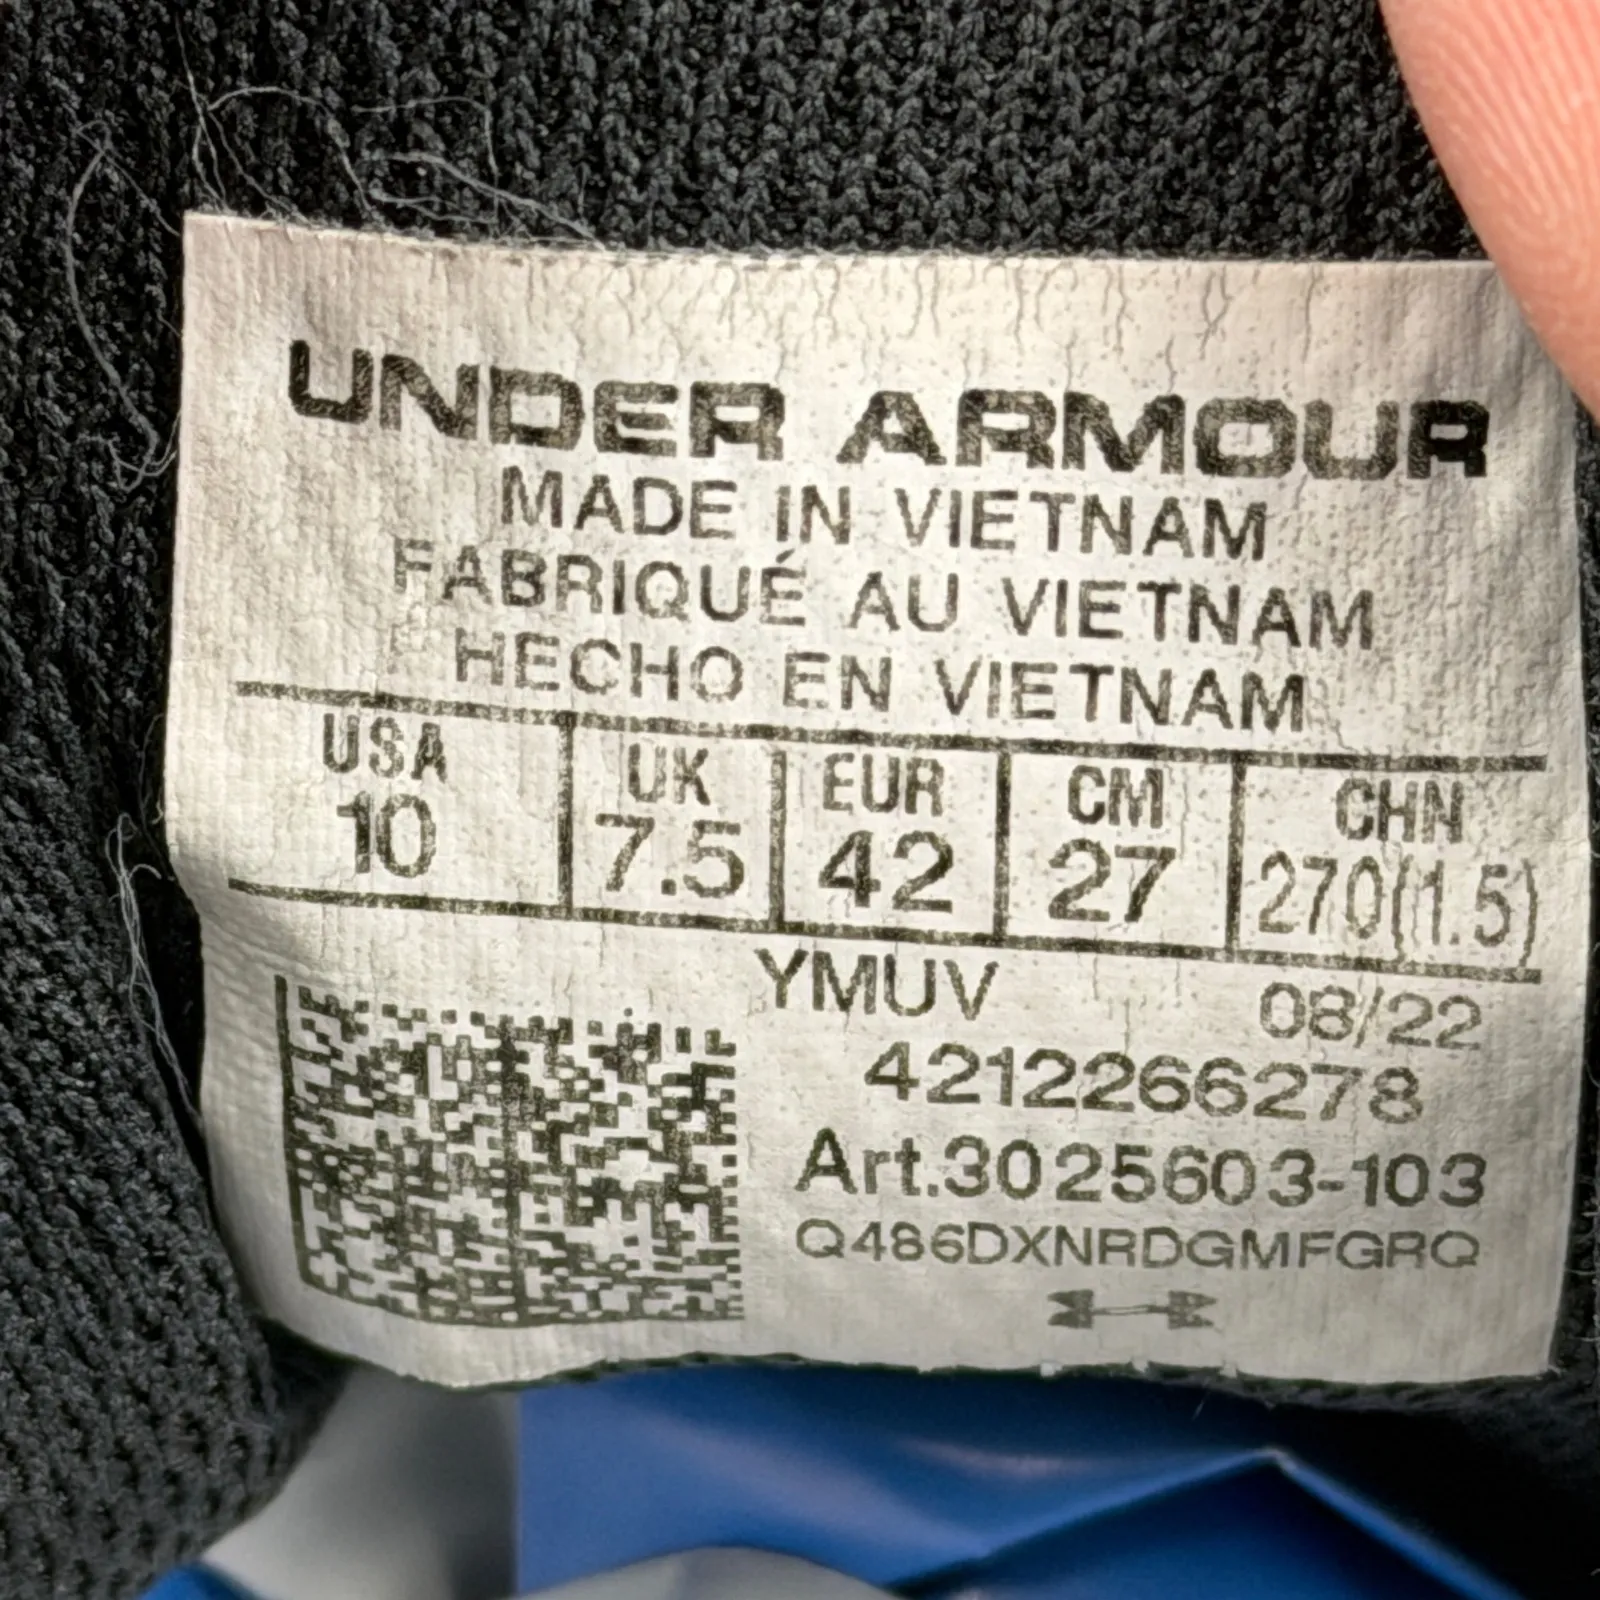 UNDER ARMOUR
MADE IN VIETNAM
FABRIQUÉ AU VIETNAM
HECHO EN VIETNAM
USA UK EUR CM CHN
10 7.5 42 27 270(1.5)
YMUV 08/22
4212266278
Art.3025603-103
Q486DXNRDGMFGRQ